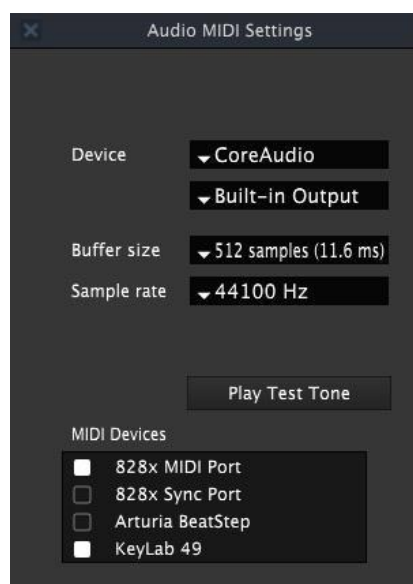 Audio MIDI Settings
Device CoreAudio
Built-in Output
Buffer size 512 samples (11.6 ms)
Sample rate 44100 Hz
Play Test Tone
MIDI Devices
828x MIDI Port
828x Sync Port
Arturia BeatStep
KeyLab 49